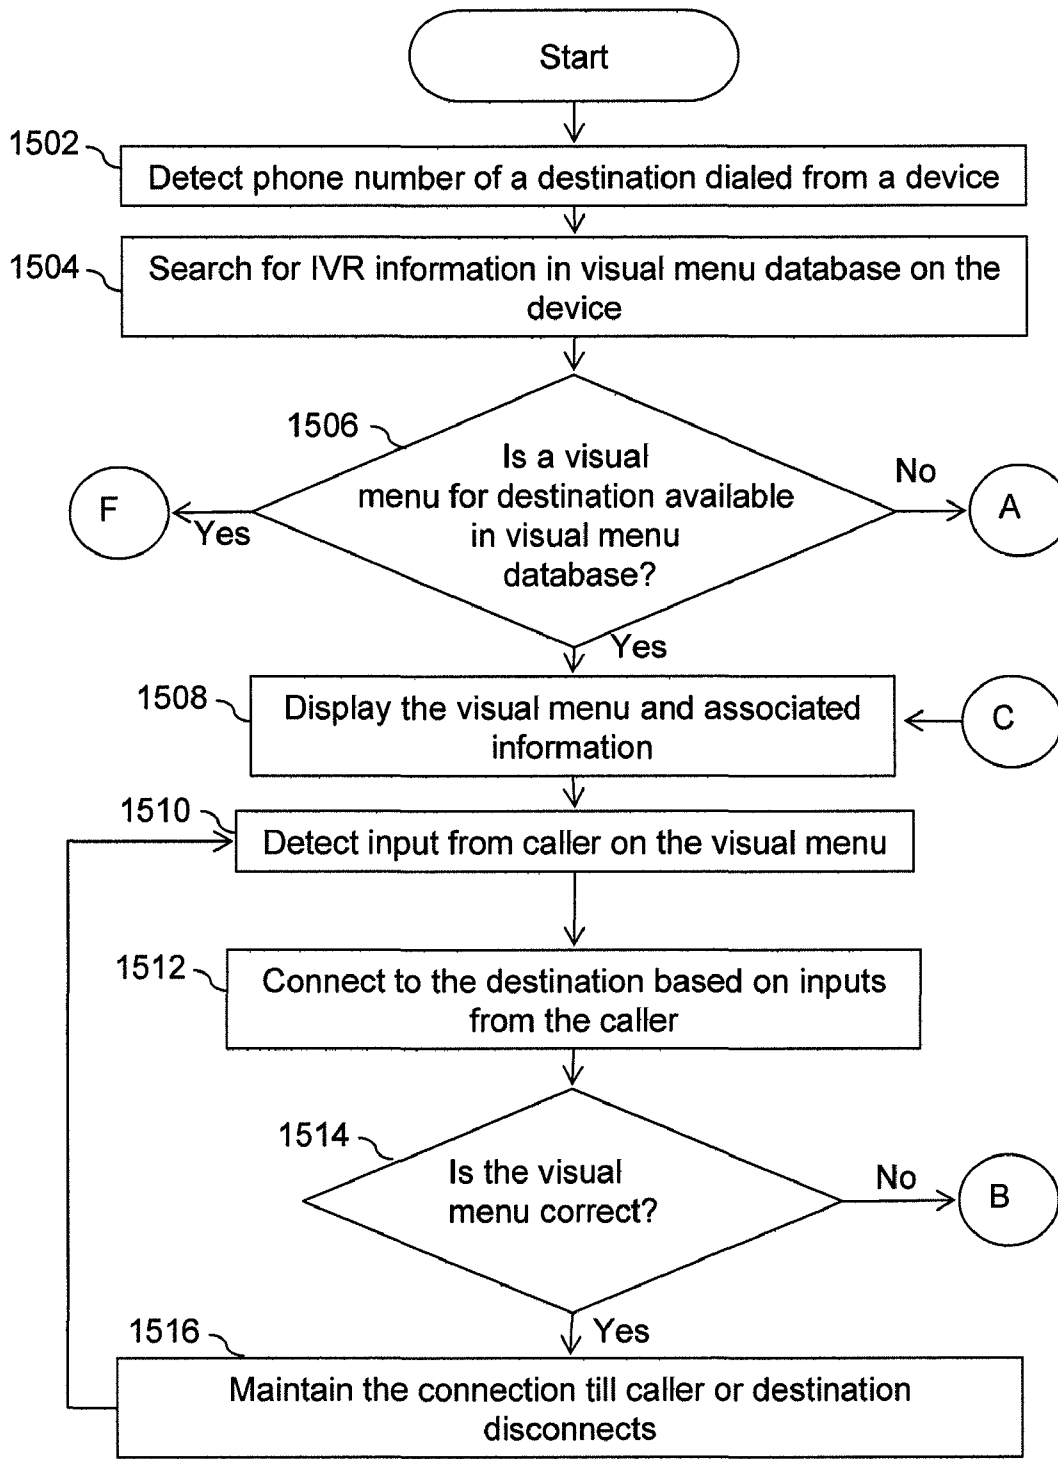 Start
1502
Detect phone number of a destination dialed from a device
1504
Search for IVR information in visual menu database on the
device
1506
Is a visual
menu for destination available
in visual menu
database?
F
Yes
No
A
Yes
1508
Display the visual menu and associated
information
C
1510
Detect input from caller on the visual menu
1512
Connect to the destination based on inputs
from the caller
1514
Is the visual
menu correct?
No
B
Yes
1516
Maintain the connection till caller or destination
disconnects